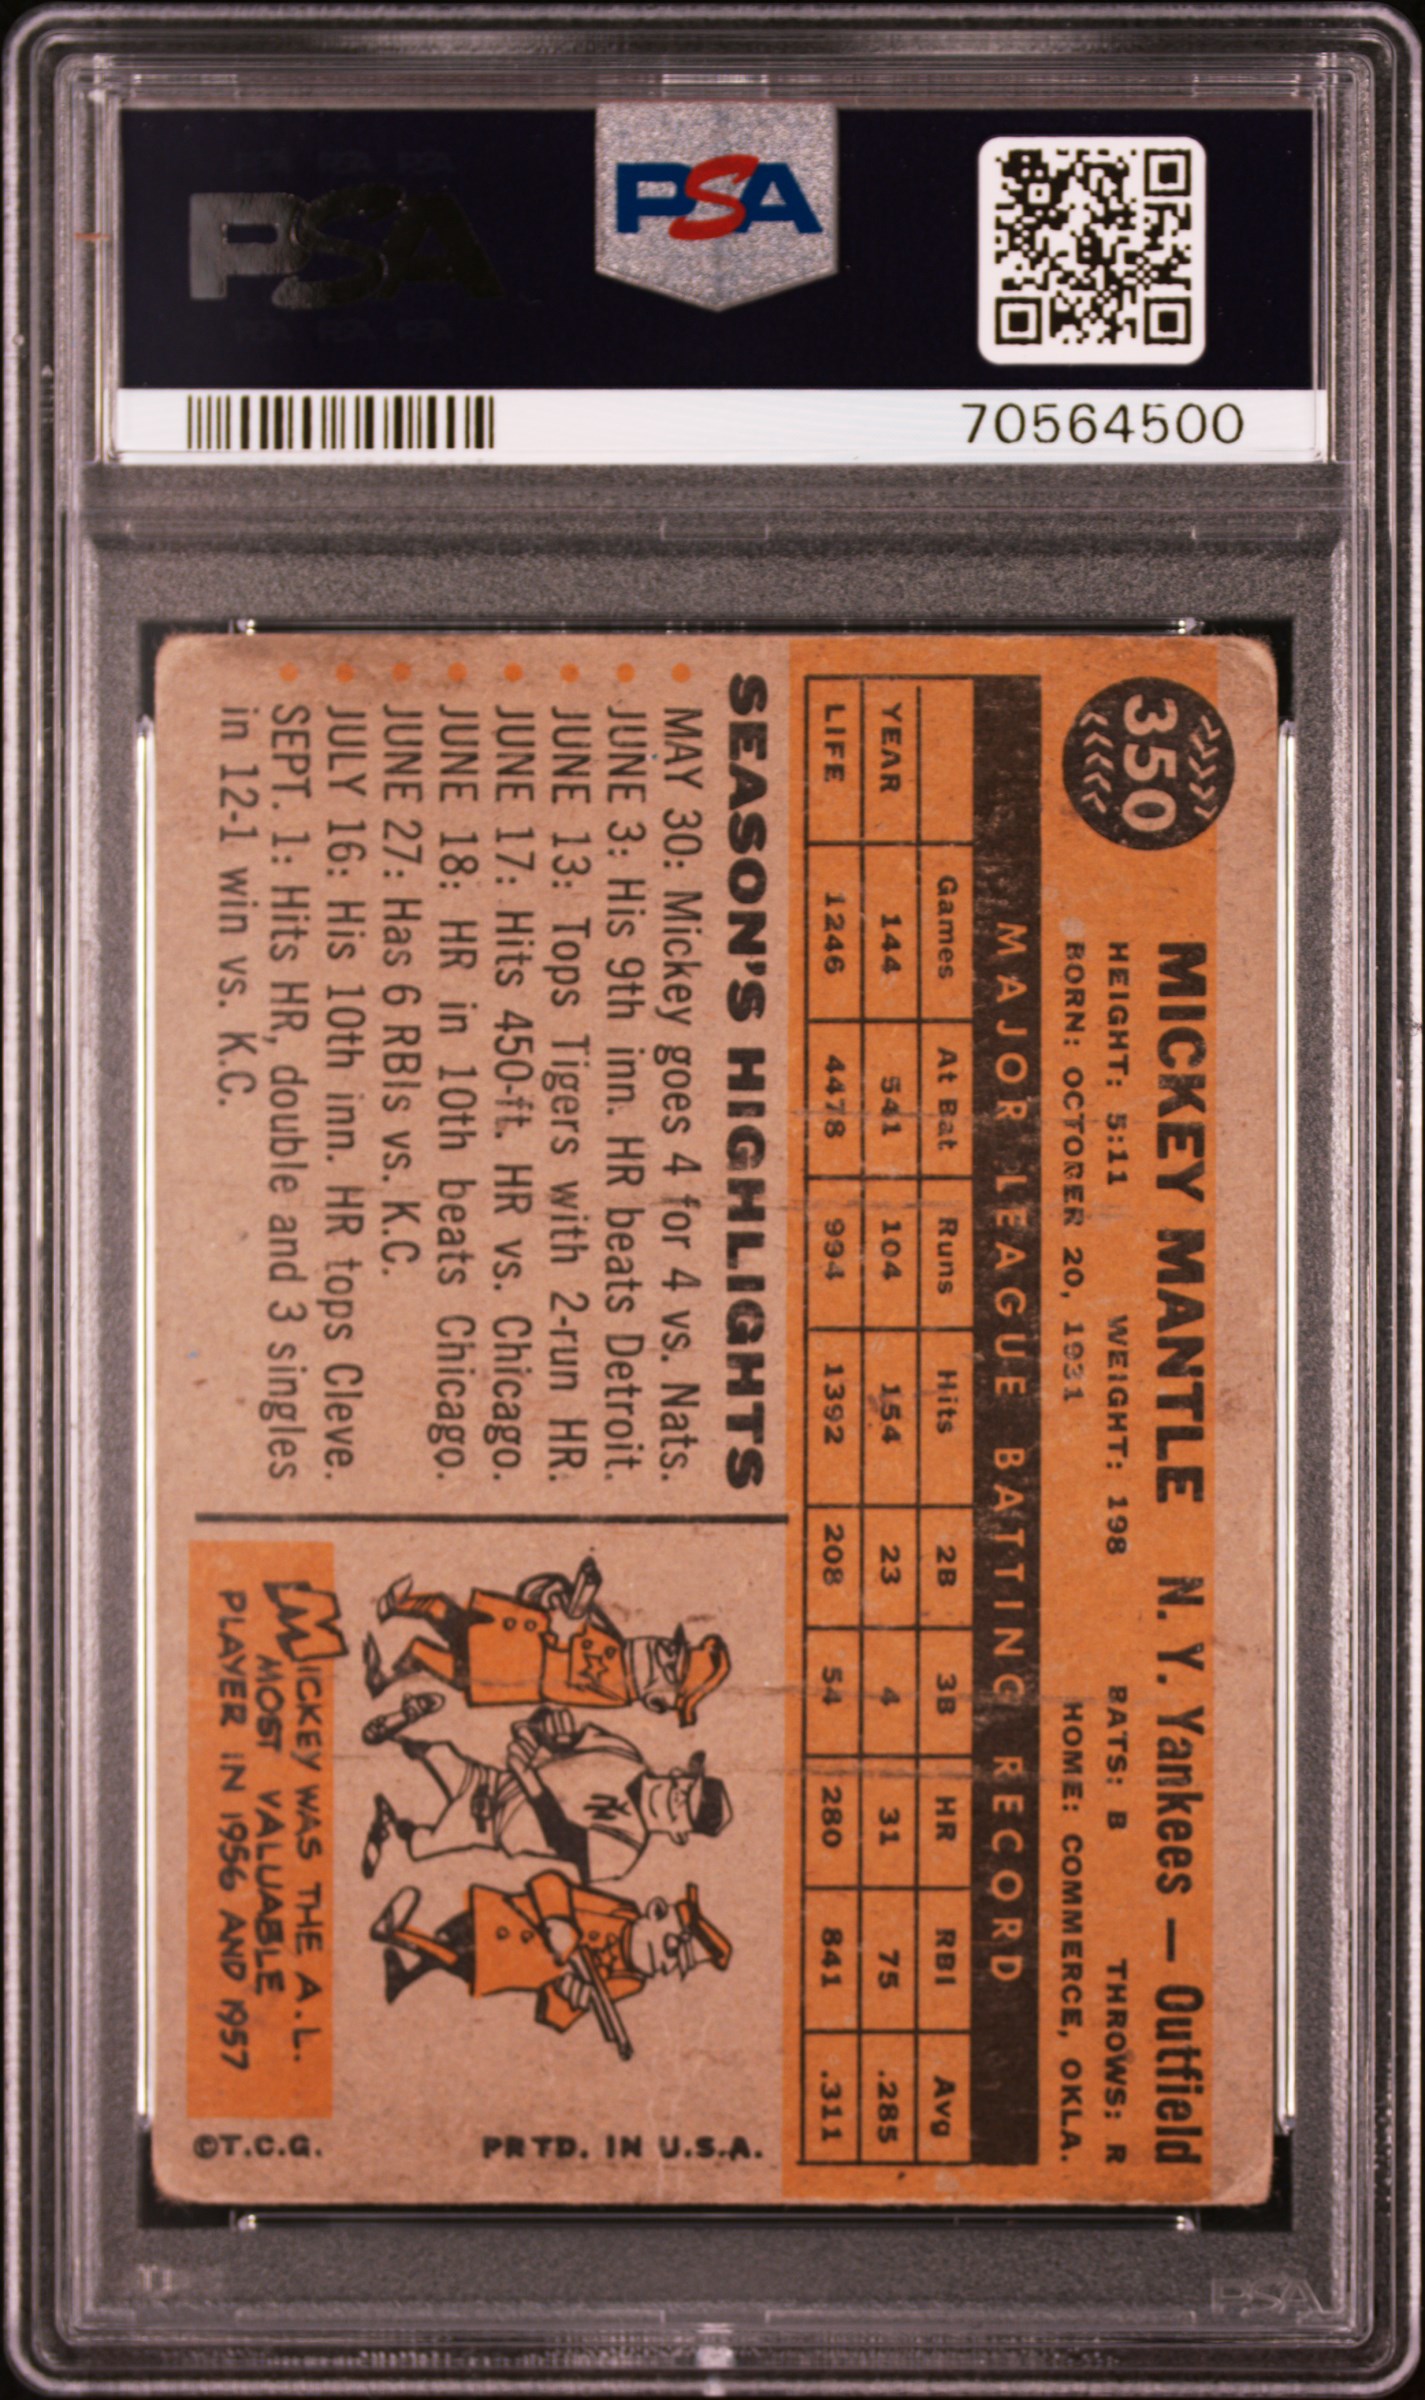 PSA
PSA
70564500
350
MICKEY MANTLE N. Y. Yankees — Outfield
HEIGHT: 5:11 WEIGHT: 198 BATS: B THROWS: R
BORN: OCTOBER 20, 1931 HOME: COMMERCE, OKLA.
MAJOR LEAGUE BATTING RECORD
Games At Bat Runs Hits 2B 3B HR RBI Avg
YEAR 144 541 104 154 23 4 31 75 .285
LIFE 1246 4478 994 1392 208 54 280 841 .311
SEASON'S HIGHLIGHTS
MAY 30: Mickey goes 4 for 4 vs. Nats.
JUNE 3: His 9th inn. HR beats Detroit.
JUNE 13: Tops Tigers with 2-run HR.
JUNE 17: Hits 450-ft. HR vs. Chicago.
JUNE 18: HR in 10th beats Chicago.
JUNE 27: Has 6 RBIs vs. K.C.
JULY 16: His 10th inn. HR tops Cleve.
SEPT. 1: Hits HR, double and 3 singles
in 12-1 win vs. K.C.
NY
MICKEY WAS THE A.L.
MOST VALUABLE
PLAYER IN 1956 AND 1957
©T.C.G. PRTD. IN U.S.A.
PSA